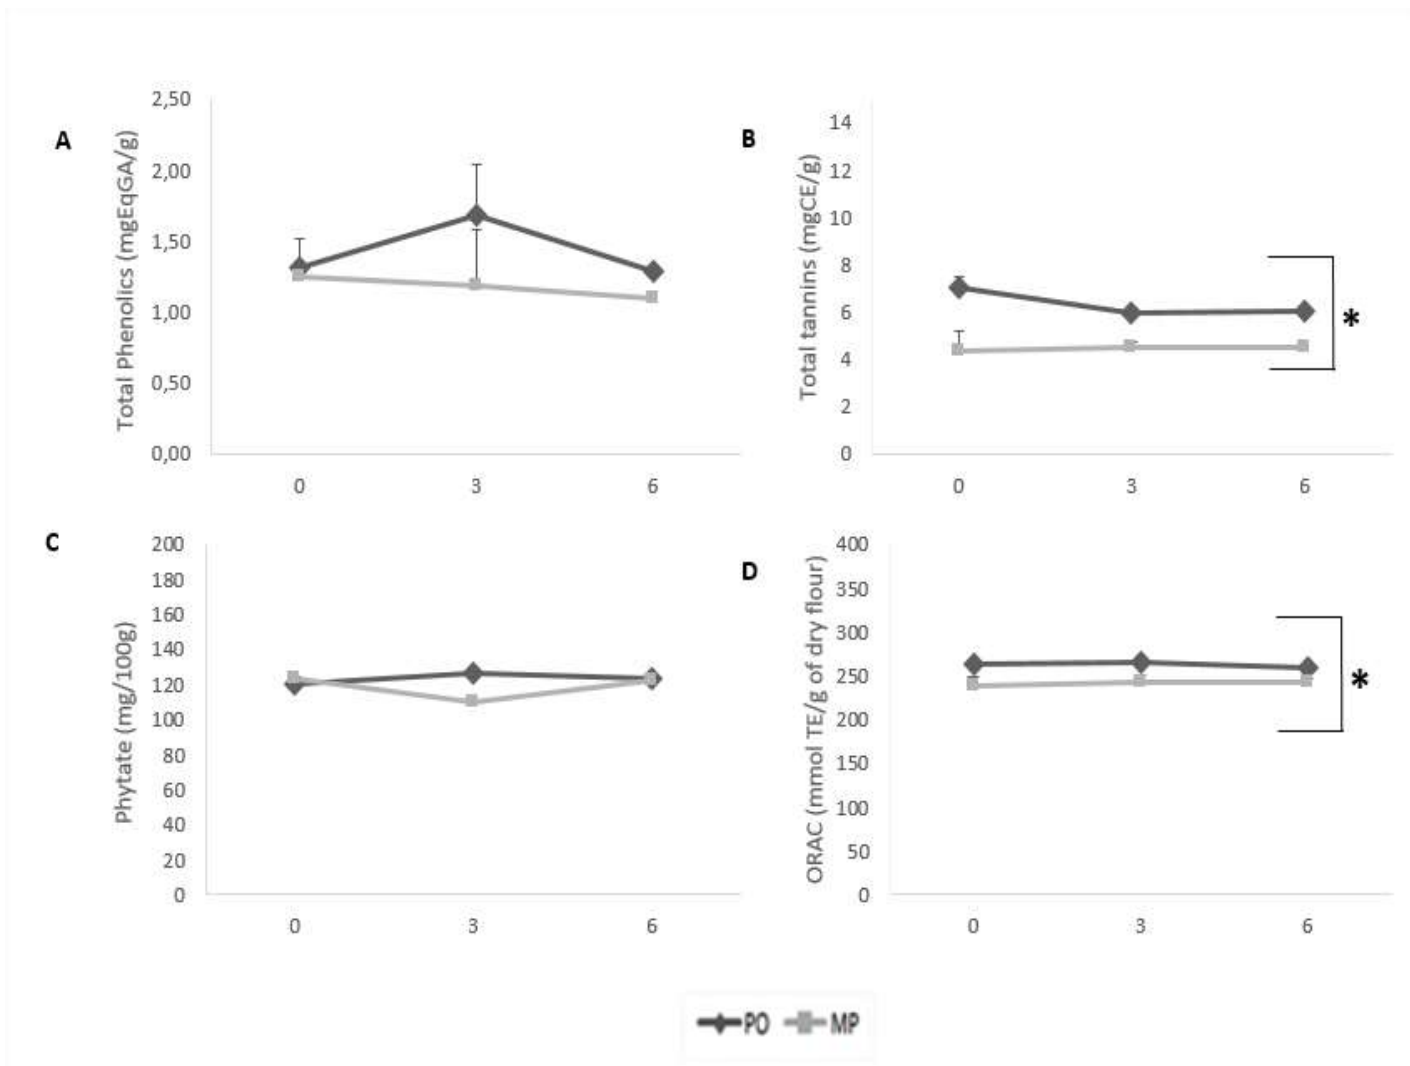 A
Total Phenolics (mgEqGA/g)
2,50
2,00
1,50
1,00
0,50
0,00
0 3 6
B
Total tannins (mgCE/g)
14
12
10
8
6
4
2
0
0 3 6
*
C
Phytate (mg/100g)
200
180
160
140
120
100
80
60
40
20
0
0 3 6
D
ORAC (mmol TE/g of dry flour)
400
350
300
250
200
150
100
50
0
0 3 6
*
PO MP